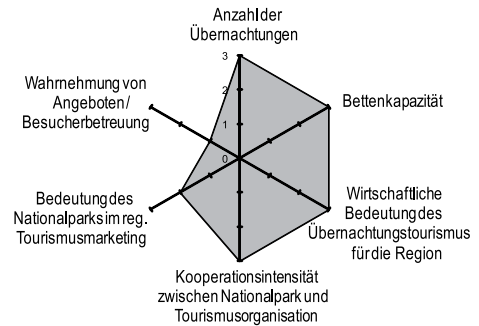 Anzahl der
Übernachtungen
3
2
1
0
Bettenkapazität
Wirtschaftliche
Bedeutung des
Übernachtungstourismus
für die Region
Kooperationsintensität
zwischen Nationalpark und
Tourismusorganisation
Bedeutung des
Nationalparks im reg.
Tourismusmarketing
Wahrnehmung von
Angeboten/
Besucherbetreuung